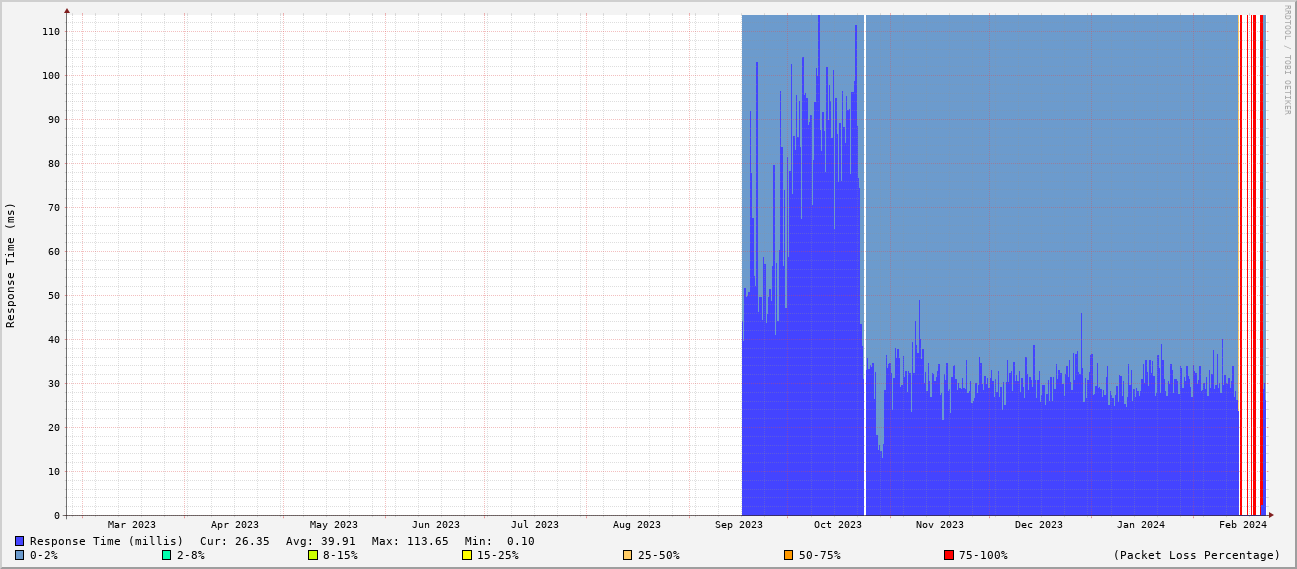 RRDTOOL / TOBI OETIKER
Response Time (ms)
110
100
90
80
70
60
50
40
30
20
10
0
Mar 2023 Apr 2023 May 2023 Jun 2023 Jul 2023 Aug 2023 Sep 2023 Oct 2023 Nov 2023 Dec 2023 Jan 2024 Feb 2024
Response Time (millis) Cur: 26.35 Avg: 39.91 Max: 113.65 Min: 0.10
0-2% 2-8% 8-15% 15-25% 25-50% 50-75% 75-100% (Packet Loss Percentage)